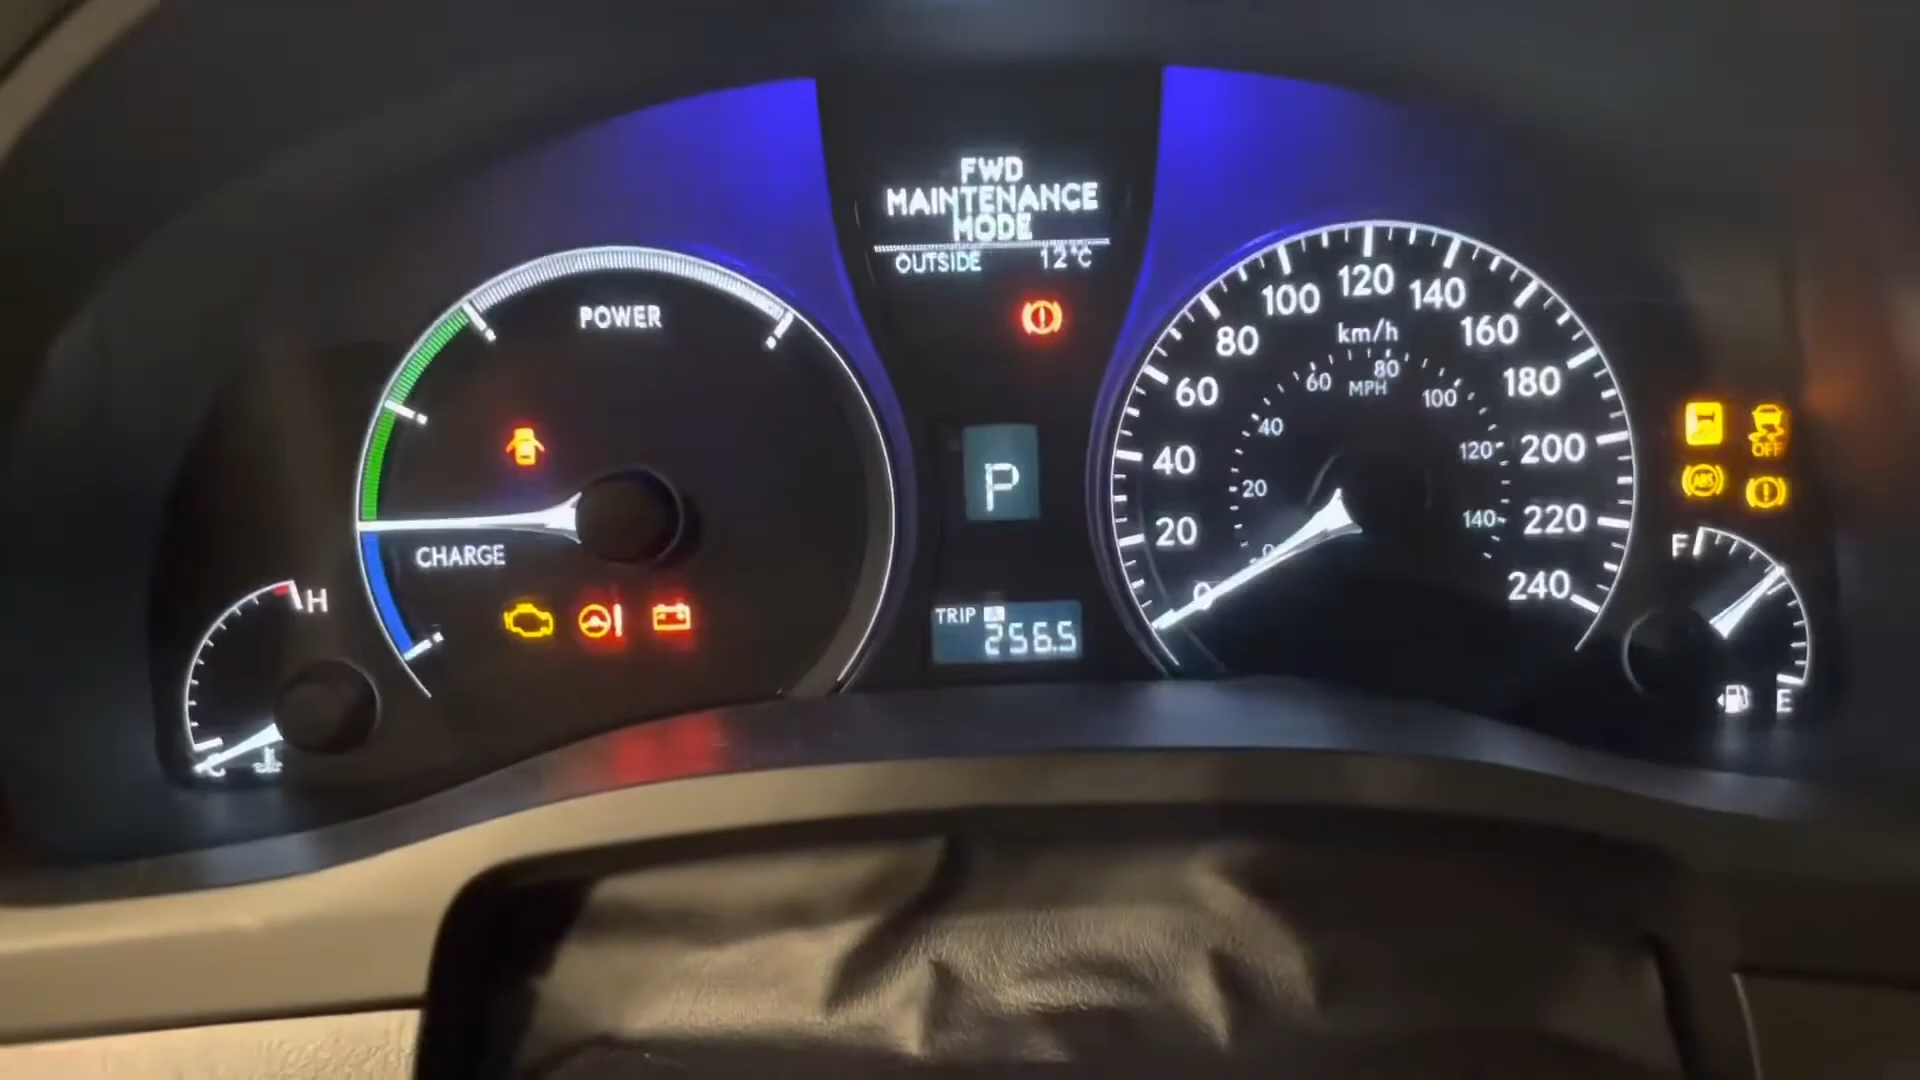 FWD
MAINTENANCE
MODE
OUTSIDE 12°C
POWER
CHARGE
H
P
TRIP A
256.5
km/h
MPH
0
20
40
60
80
100
120
140
160
180
200
220
240
0
20
40
60
80
100
120
140
OFF
ABS
F
E